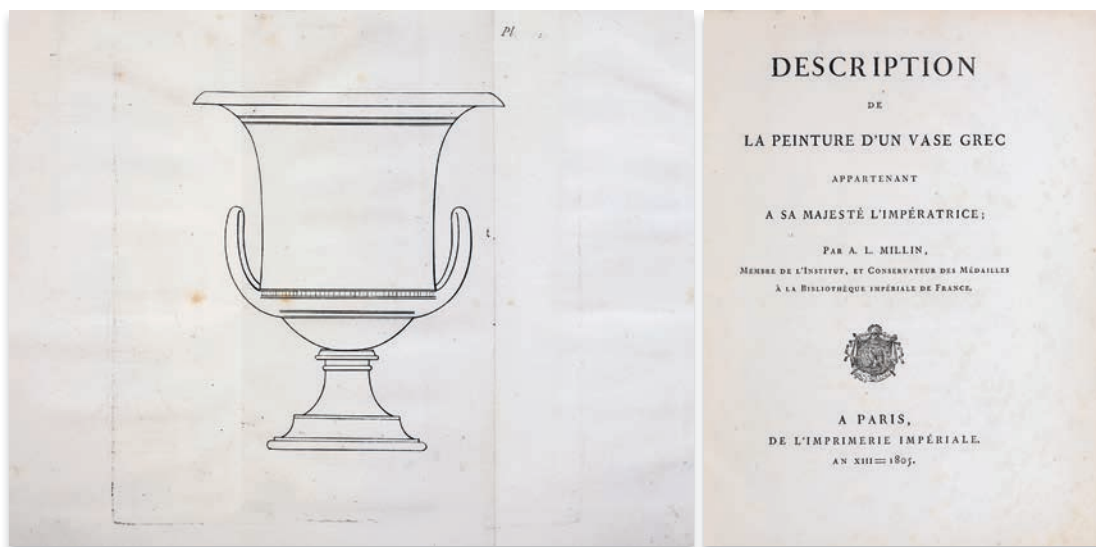 Pl
DESCRIPTION
DE
LA PEINTURE D'UN VASE GREC
APPARTENANT
A SA MAJESTÉ L'IMPÉRATRICE;
PAR A. L. MILLIN,
MEMBRE DE L'INSTITUT, ET CONSERVATEUR DES MÉDAILLES
À LA BIBLIOTHÈQUE IMPÉRIALE DE FRANCE.
A PARIS,
DE L'IMPRIMERIE IMPÉRIALE.
AN XIII = 1805.